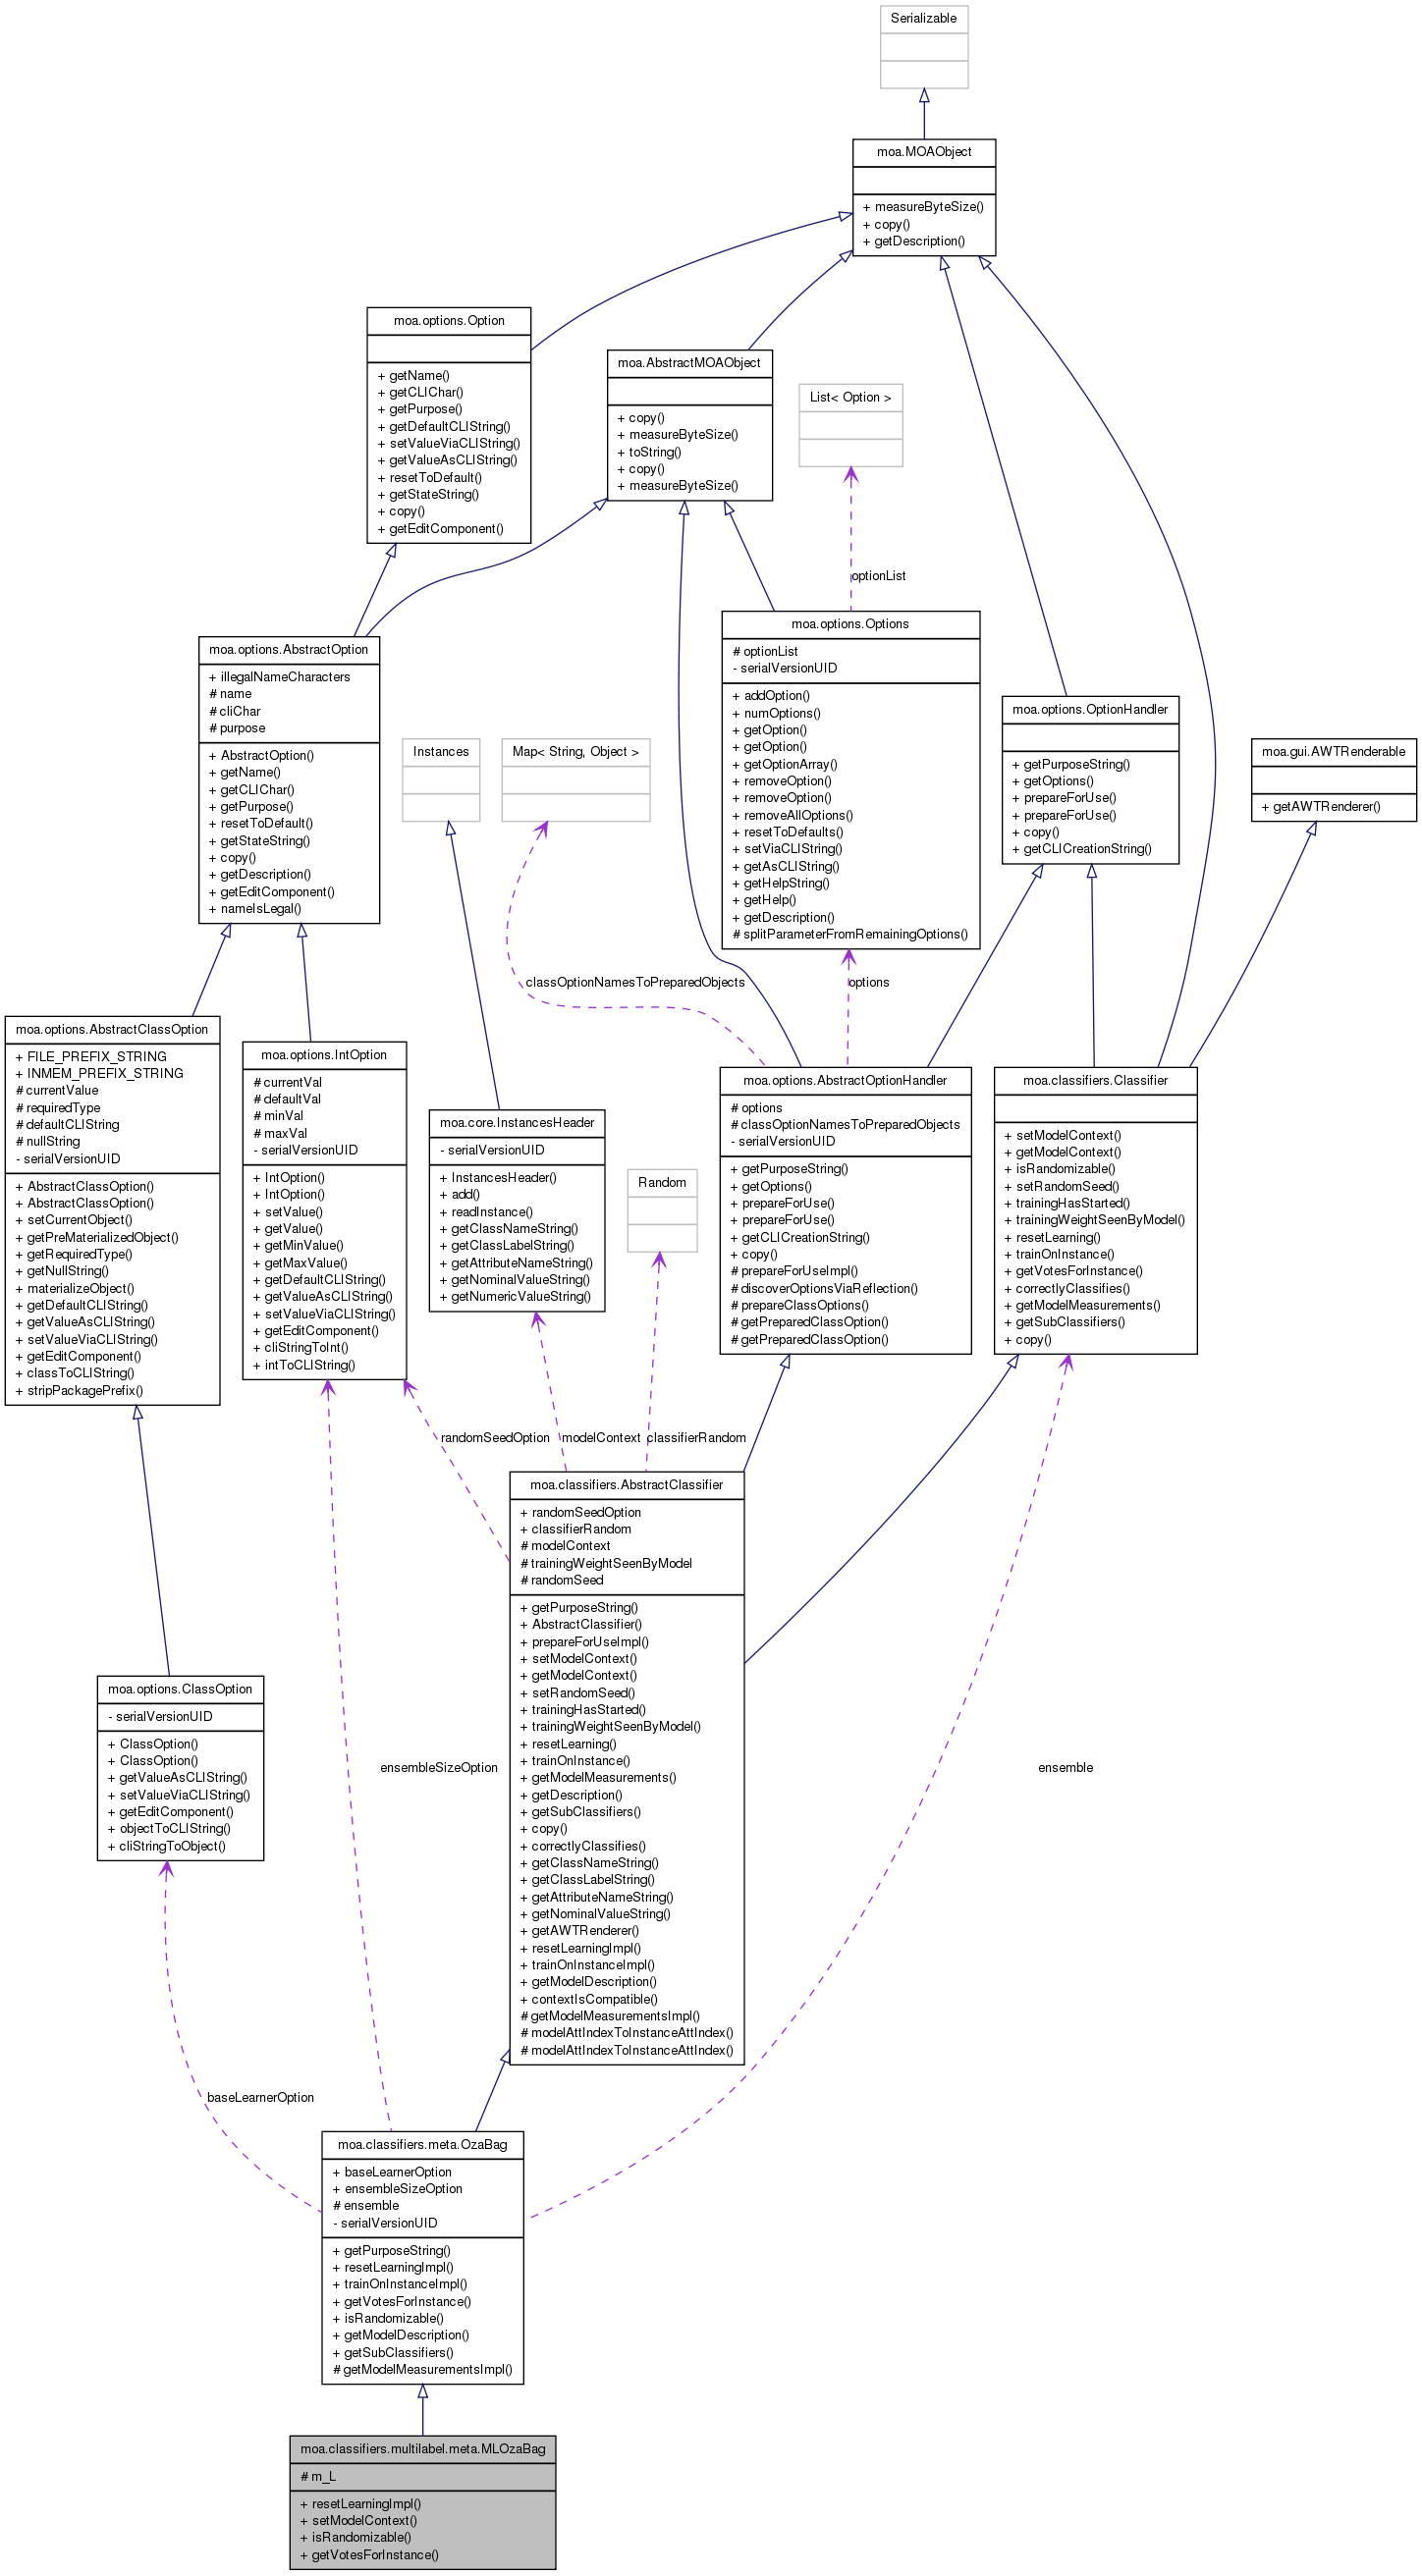 Serializable
moa.MOAObject
+ measureByteSize()
+ copy()
+ getDescription()
moa.options.Option
+ getName()
+ getCLIChar()
+ getPurpose()
+ getDefaultCLIString()
+ setValueViaCLIString()
+ getValueAsCLIString()
+ resetToDefault()
+ getStateString()
+ copy()
+ getEditComponent()
moa.AbstractMOAObject
+ copy()
+ measureByteSize()
+ toString()
+ copy()
+ measureByteSize()
List< Option >
optionList
moa.options.AbstractOption
+ illegalNameCharacters
# name
# cliChar
# purpose
+ AbstractOption()
+ getName()
+ getCLIChar()
+ getPurpose()
+ resetToDefault()
+ getStateString()
+ copy()
+ getDescription()
+ getEditComponent()
+ nameIsLegal()
Instances
Map< String, Object >
moa.options.Options
# optionList
- serialVersionUID
+ addOption()
+ numOptions()
+ getOption()
+ getOption()
+ getOptionArray()
+ removeOption()
+ removeOption()
+ removeAllOptions()
+ resetToDefaults()
+ setViaCLIString()
+ getAsCLIString()
+ getHelpString()
+ getHelp()
+ getDescription()
# splitParameterFromRemainingOptions()
moa.options.OptionHandler
+ getPurposeString()
+ getOptions()
+ prepareForUse()
+ prepareForUse()
+ copy()
+ getCLICreationString()
moa.gui.AWTRenderable
+ getAWTRenderer()
classOptionNamesToPreparedObjects
options
moa.options.AbstractClassOption
+ FILE_PREFIX_STRING
+ INMEM_PREFIX_STRING
# currentValue
# requiredType
# defaultCLIString
# nullString
- serialVersionUID
+ AbstractClassOption()
+ AbstractClassOption()
+ setCurrentObject()
+ getPreMaterializedObject()
+ getRequiredType()
+ getNullString()
+ materializeObject()
+ getDefaultCLIString()
+ getValueAsCLIString()
+ setValueViaCLIString()
+ getEditComponent()
+ classToCLIString()
+ stripPackagePrefix()
moa.options.IntOption
# currentVal
# defaultVal
# minVal
# maxVal
- serialVersionUID
+ IntOption()
+ IntOption()
+ setValue()
+ getValue()
+ getMinValue()
+ getMaxValue()
+ getDefaultCLIString()
+ getValueAsCLIString()
+ setValueViaCLIString()
+ getEditComponent()
+ cliStringToInt()
+ intToCLIString()
moa.core.InstancesHeader
- serialVersionUID
+ InstancesHeader()
+ add()
+ readInstance()
+ getClassNameString()
+ getClassLabelString()
+ getAttributeNameString()
+ getNominalValueString()
+ getNumericValueString()
Random
moa.options.AbstractOptionHandler
# options
# classOptionNamesToPreparedObjects
- serialVersionUID
+ getPurposeString()
+ getOptions()
+ prepareForUse()
+ prepareForUse()
+ getCLICreationString()
+ copy()
# prepareForUseImpl()
# discoverOptionsViaReflection()
# prepareClassOptions()
# getPreparedClassOption()
# getPreparedClassOption()
moa.classifiers.Classifier
+ setModelContext()
+ getModelContext()
+ isRandomizable()
+ setRandomSeed()
+ trainingHasStarted()
+ trainingWeightSeenByModel()
+ resetLearning()
+ trainOnInstance()
+ getVotesForInstance()
+ correctlyClassifies()
+ getModelMeasurements()
+ getSubClassifiers()
+ copy()
randomSeedOption
modelContext
classifierRandom
moa.classifiers.AbstractClassifier
+ randomSeedOption
+ classifierRandom
# modelContext
# trainingWeightSeenByModel
# randomSeed
+ getPurposeString()
+ AbstractClassifier()
+ prepareForUseImpl()
+ setModelContext()
+ getModelContext()
+ setRandomSeed()
+ trainingHasStarted()
+ trainingWeightSeenByModel()
+ resetLearning()
+ trainOnInstance()
+ getModelMeasurements()
+ getDescription()
+ getSubClassifiers()
+ copy()
+ correctlyClassifies()
+ getClassNameString()
+ getClassLabelString()
+ getAttributeNameString()
+ getNominalValueString()
+ getAWTRenderer()
+ resetLearningImpl()
+ trainOnInstanceImpl()
+ getModelDescription()
+ contextIsCompatible()
# getModelMeasurementsImpl()
# modelAttIndexToInstanceAttIndex()
# modelAttIndexToInstanceAttIndex()
moa.options.ClassOption
- serialVersionUID
+ ClassOption()
+ ClassOption()
+ getValueAsCLIString()
+ setValueViaCLIString()
+ getEditComponent()
+ objectToCLIString()
+ cliStringToObject()
ensembleSizeOption
ensemble
baseLearnerOption
moa.classifiers.meta.OzaBag
+ baseLearnerOption
+ ensembleSizeOption
# ensemble
- serialVersionUID
+ getPurposeString()
+ resetLearningImpl()
+ trainOnInstanceImpl()
+ getVotesForInstance()
+ isRandomizable()
+ getModelDescription()
+ getSubClassifiers()
# getModelMeasurementsImpl()
moa.classifiers.multilabel.meta.MLOzaBag
# m_L
+ resetLearningImpl()
+ setModelContext()
+ isRandomizable()
+ getVotesForInstance()